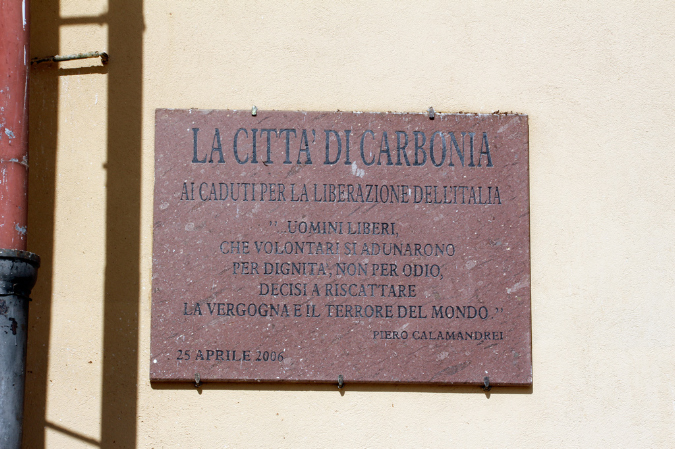 LA CITTA' DI CARBONIA
AI CADUTI PER LA LIBERAZIONE DELL'ITALIA
"...UOMINI LIBERI,
CHE VOLONTARI SI ADUNARONO
PER DIGNITA', NON PER ODIO,
DECISI A RISCATTARE
LA VERGOGNA E IL TERRORE DEL MONDO."
PIERO CALAMANDREI
25 APRILE 2006